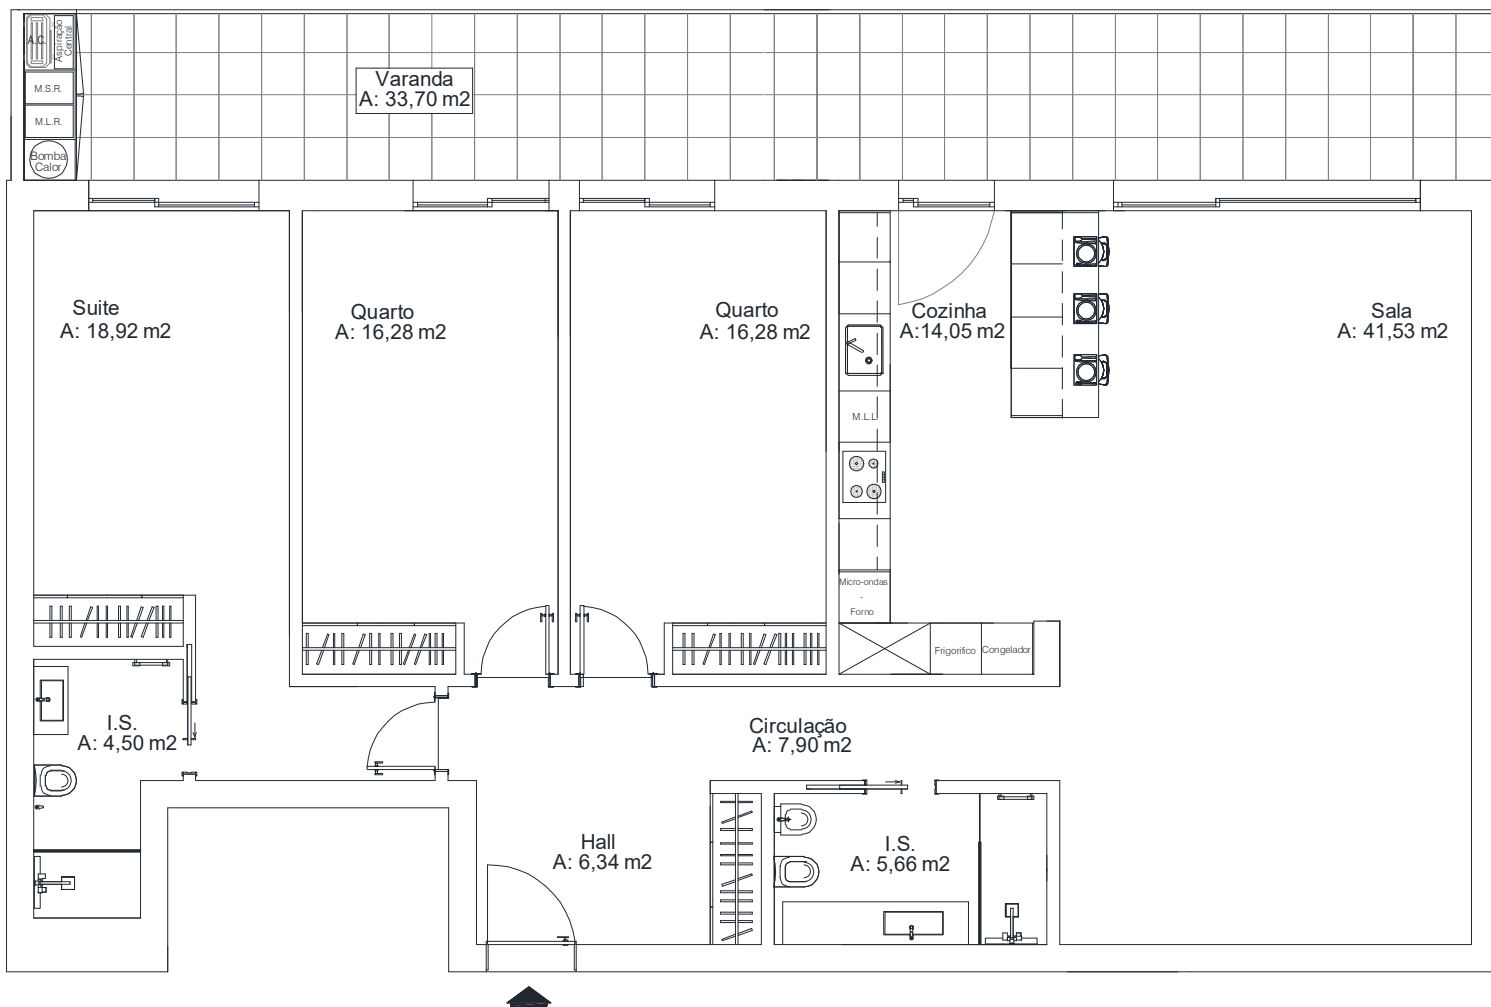 A.C.
Aspiração
Central
M.S.R.
M.L.R.
Bomba
Calor
Varanda
A: 33,70 m2
Suite
A: 18,92 m2
Quarto
A: 16,28 m2
Quarto
A: 16,28 m2
Cozinha
A:14,05 m2
Sala
A: 41,53 m2
M.L.L
Micro-ondas
-
Forno
Frigorifico
Congelador
I.S.
A: 4,50 m2
Circulação
A: 7,90 m2
Hall
A: 6,34 m2
I.S.
A: 5,66 m2